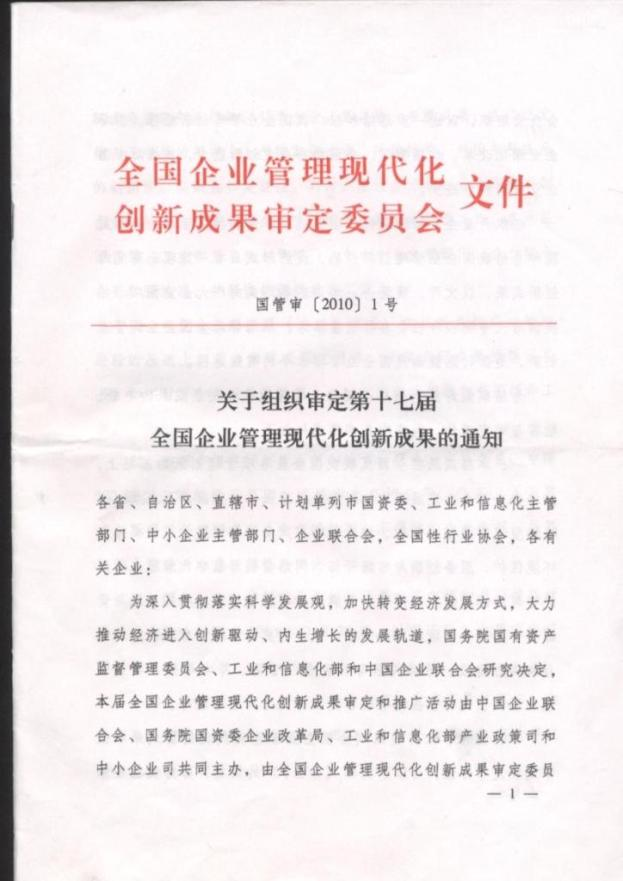 全国企业管理现代化
创新成果审定委员会 文件
国管审〔2010〕1号
关于组织审定第十七届
全国企业管理现代化创新成果的通知
各省、自治区、直辖市、计划单列市国资委、工业和信息化主管
部门、中小企业主管部门、企业联合会,全国性行业协会,各有
关企业:
为深入贯彻落实科学发展观,加快转变经济发展方式,大力
推动经济进入创新驱动、内生增长的发展轨道,国务院国有资产
监督管理委员会、工业和信息化部和中国企业联合会研究决定,
本届全国企业管理现代化创新成果审定和推广活动由中国企业联
合会、国务院国资委企业改革局、工业和信息化部产业政策司和
中小企业司共同主办,由全国企业管理现代化创新成果审定委员
— 1 —